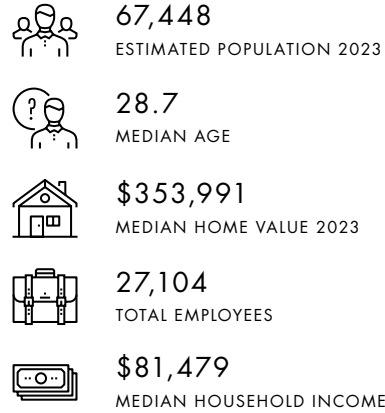 67,448
ESTIMATED POPULATION 2023
?
28.7
MEDIAN AGE
$353,991
MEDIAN HOME VALUE 2023
27,104
TOTAL EMPLOYEES
$81,479
MEDIAN HOUSEHOLD INCOME